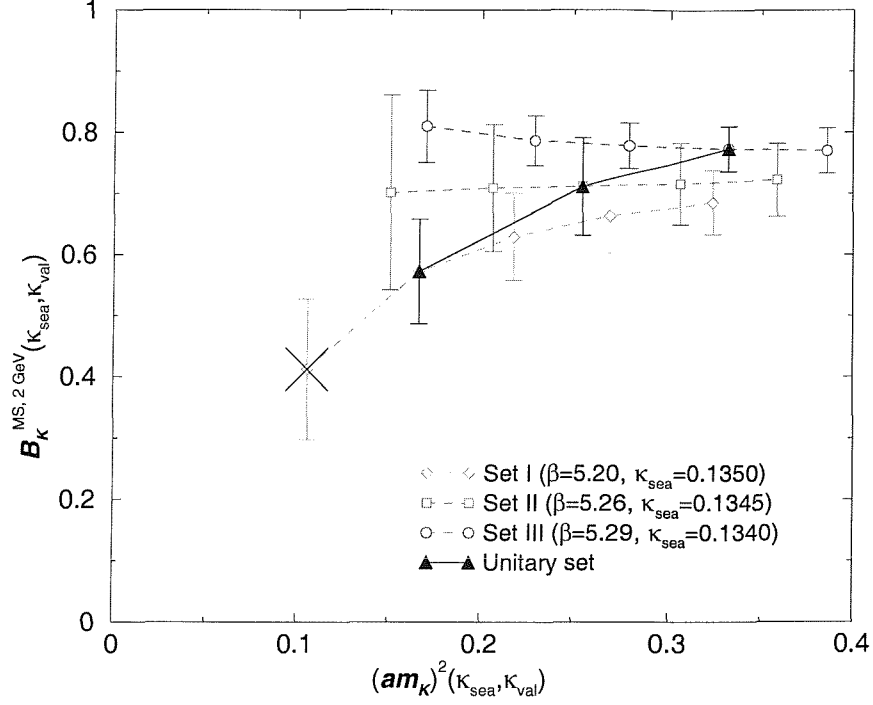 1
0.8
0.6
0.4
0.2
0
B_K^{MS, 2 GeV}(κ_sea,κ_val)
Set I (β=5.20, κ_sea=0.1350)
Set II (β=5.26, κ_sea=0.1345)
Set III (β=5.29, κ_sea=0.1340)
Unitary set
0 0.1 0.2 0.3 0.4
(am_K)²(κ_sea,κ_val)